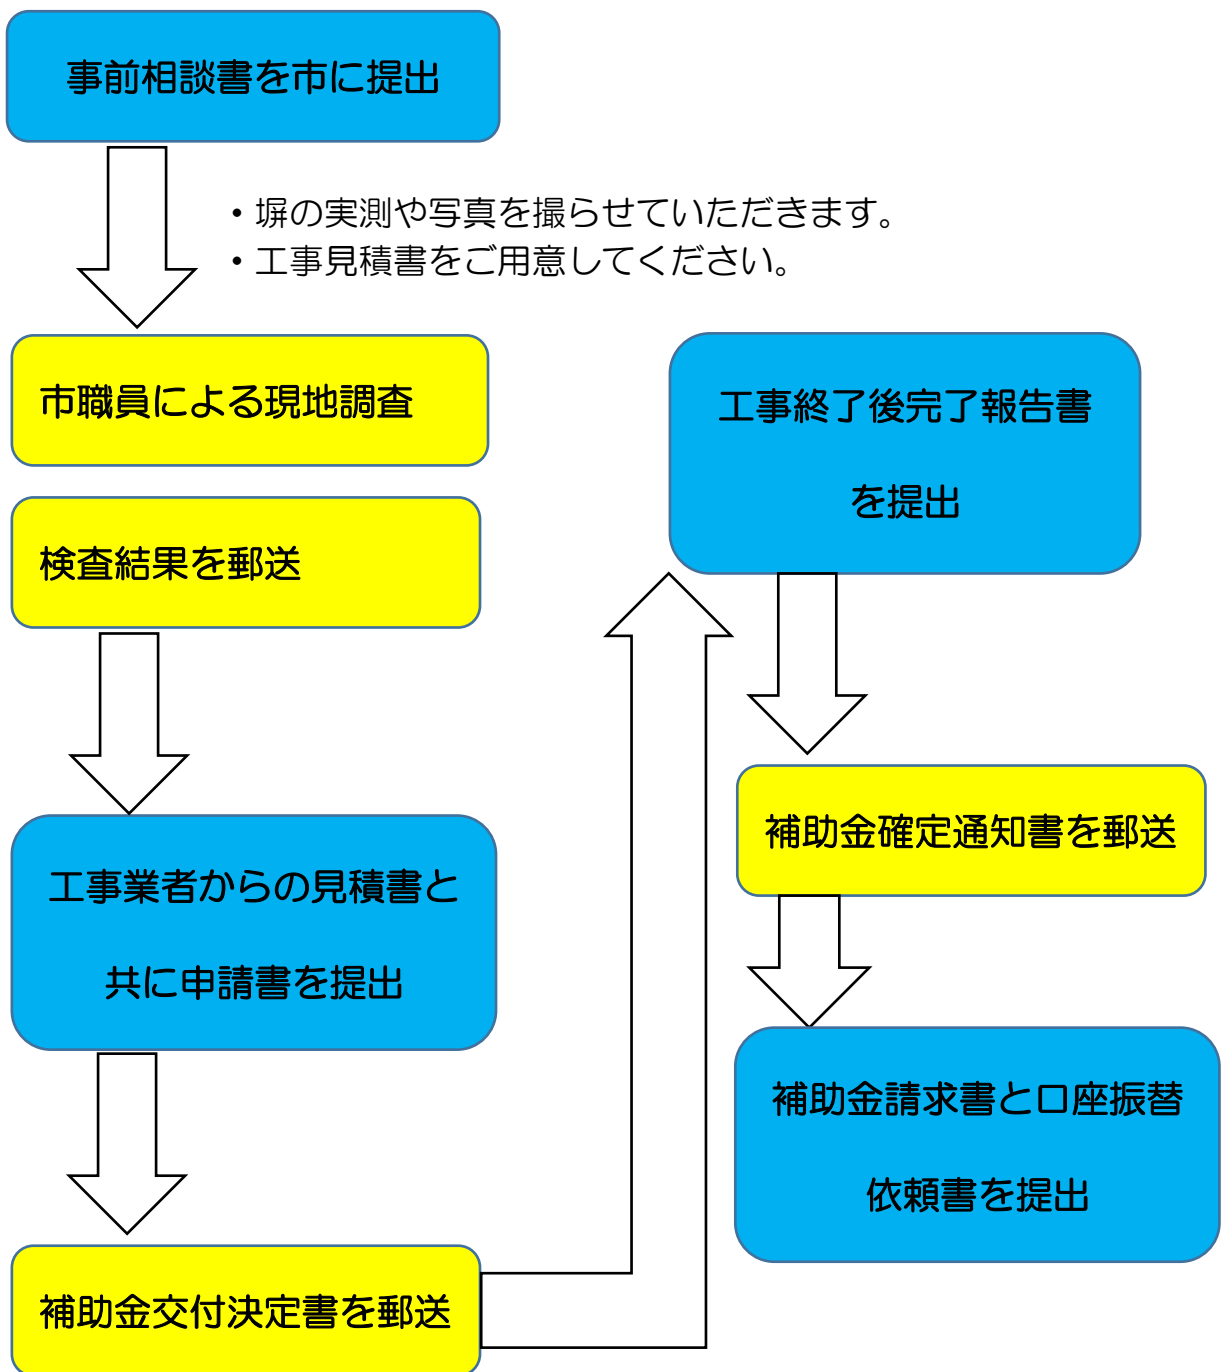 事前相談書を市に提出
・塀の実測や写真を撮らせていただきます。
・工事見積書をご用意してください。
市職員による現地調査
検査結果を郵送
工事業者からの見積書と
共に申請書を提出
補助金交付決定書を郵送
工事終了後完了報告書
を提出
補助金確定通知書を郵送
補助金請求書と口座振替
依頼書を提出